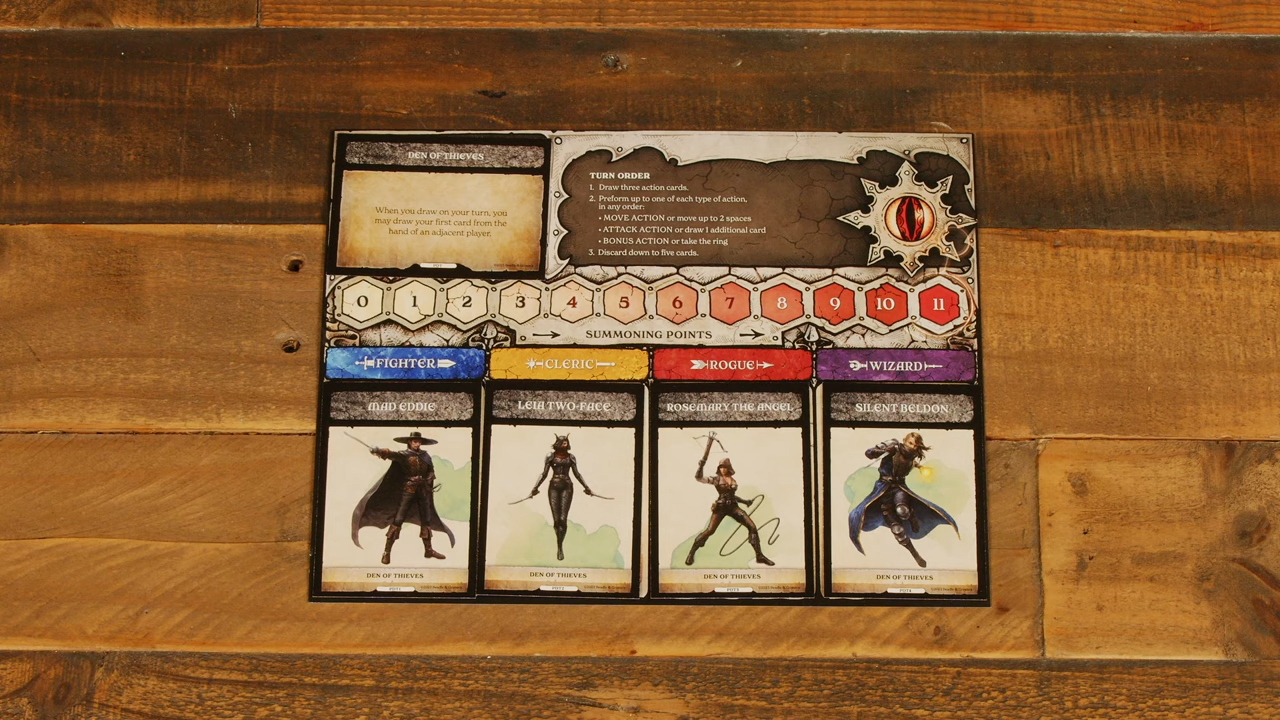 DEN OF THIEVES
When you draw on your turn, you
may draw your first card from the
hand of an adjacent player.
TURN ORDER
1. Draw three action cards.
2. Preform up to one of each type of action,
in any order:
• MOVE ACTION or move up to 2 spaces
• ATTACK ACTION or draw 1 additional card
• BONUS ACTION or take the ring
3. Discard down to five cards.
0 1 2 3 4 5 6 7 8 9 10 11
SUMMONING POINTS
FIGHTER
CLERIC
ROGUE
WIZARD
MAD EDDIE
LEIA TWO-FACE
ROSEMARY THE ANGEL
SILENT BELDON
DEN OF THIEVES
DEN OF THIEVES
DEN OF THIEVES
DEN OF THIEVES